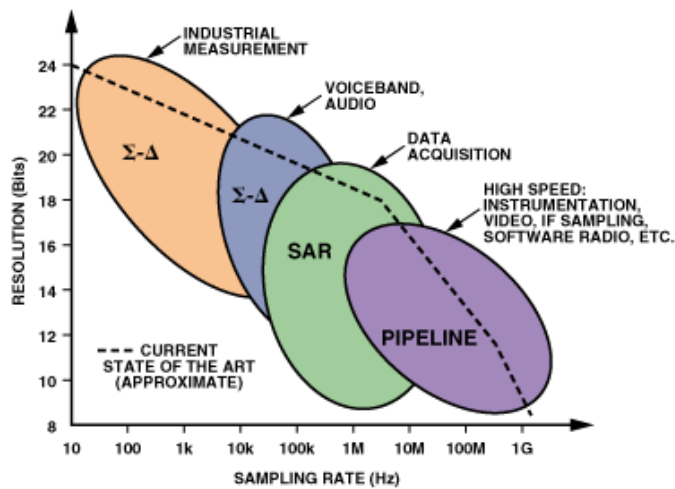 INDUSTRIAL
MEASUREMENT
VOICEBAND,
AUDIO
DATA
ACQUISITION
HIGH SPEED:
INSTRUMENTATION,
VIDEO, IF SAMPLING,
SOFTWARE RADIO, ETC.
RESOLUTION (Bits)
24
22
20
18
16
14
12
10
8
Σ-Δ
Σ-Δ
SAR
PIPELINE
CURRENT
STATE OF THE ART
(APPROXIMATE)
10 100 1k 10k 100k 1M 10M 100M 1G
SAMPLING RATE (Hz)